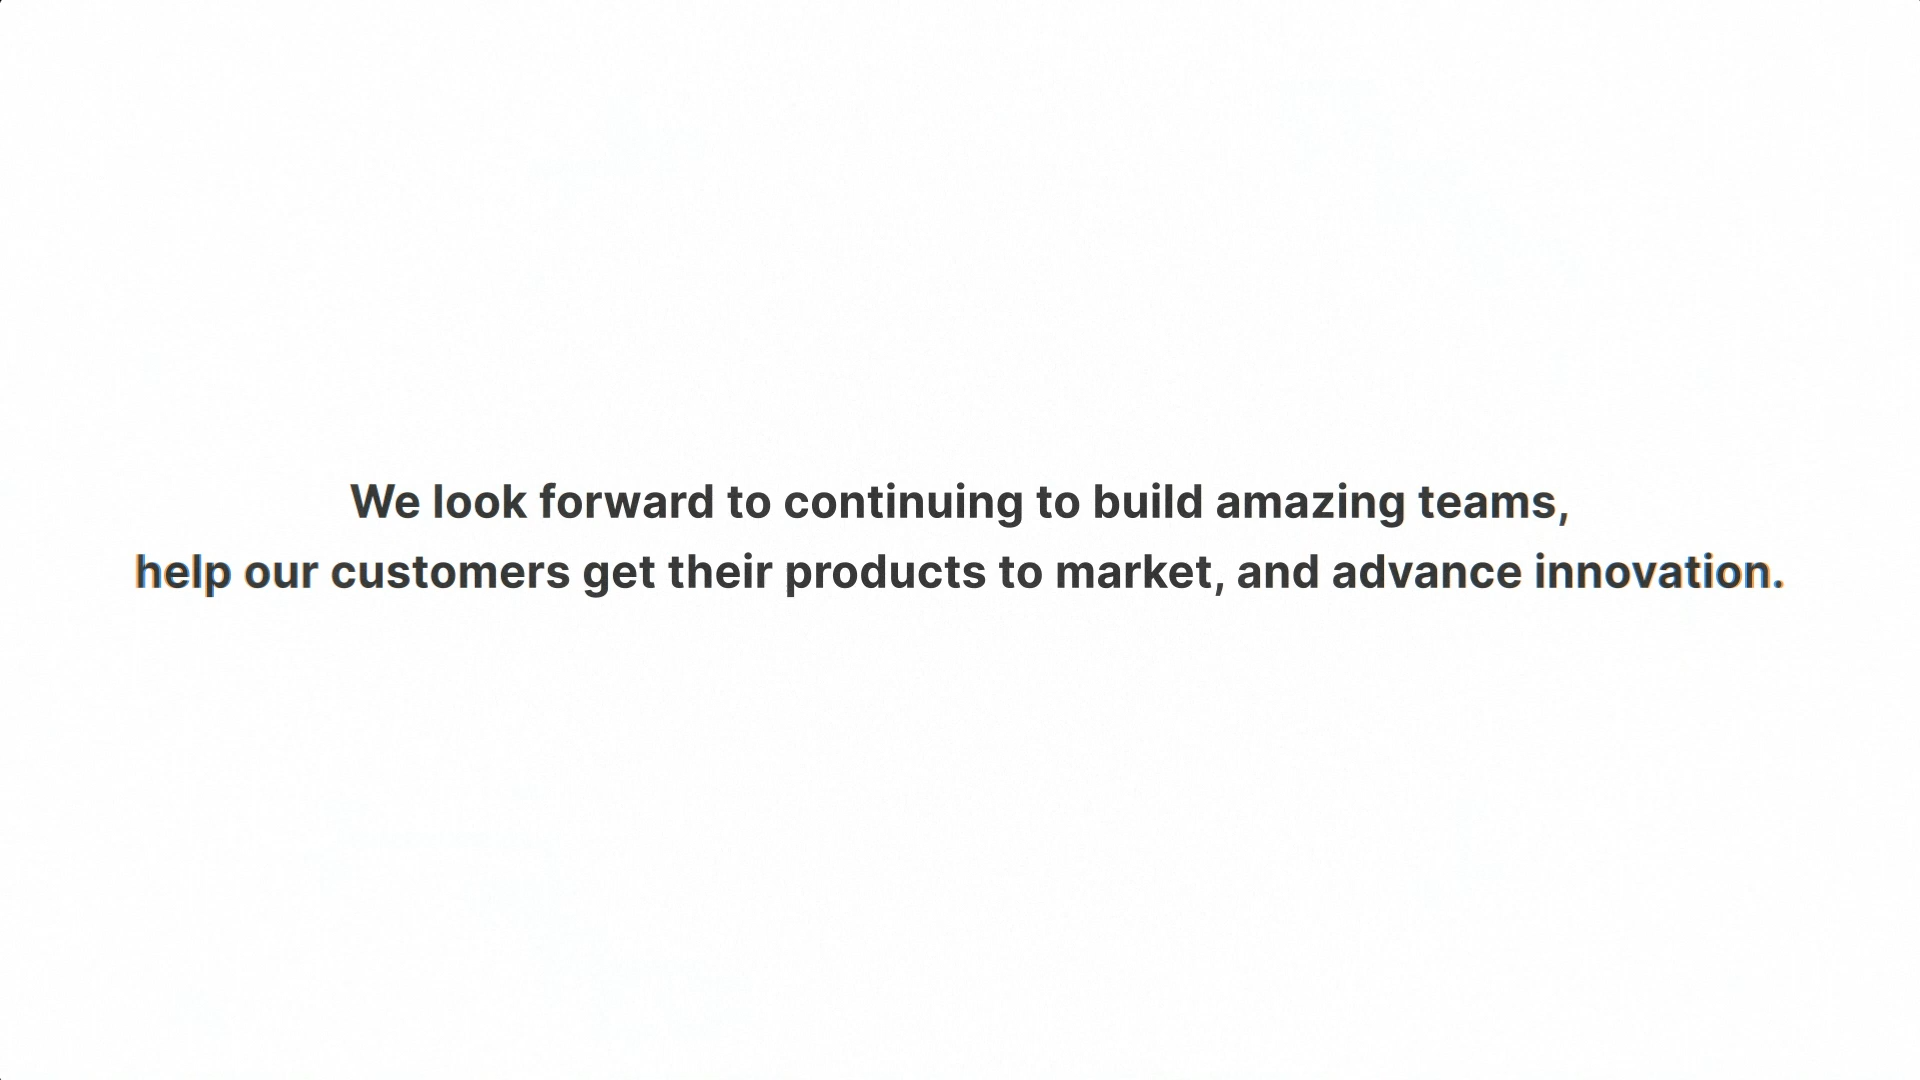 We look forward to continuing to build amazing teams,
help our customers get their products to market, and advance innovation.